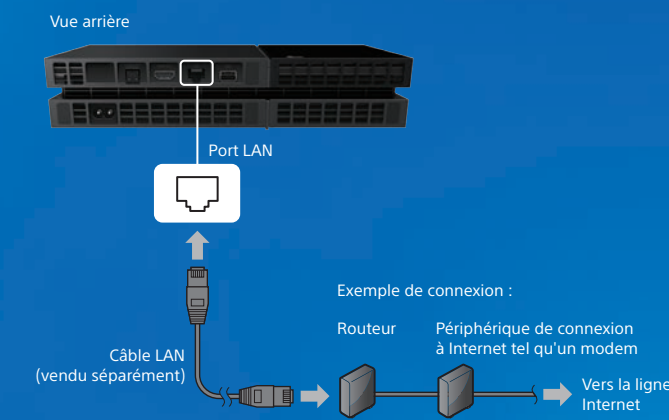 Vue arrière
Port LAN
Exemple de connexion :
Routeur
Périphérique de connexion
à Internet tel qu'un modem
Câble LAN
(vendu séparément)
Vers la ligne
Internet